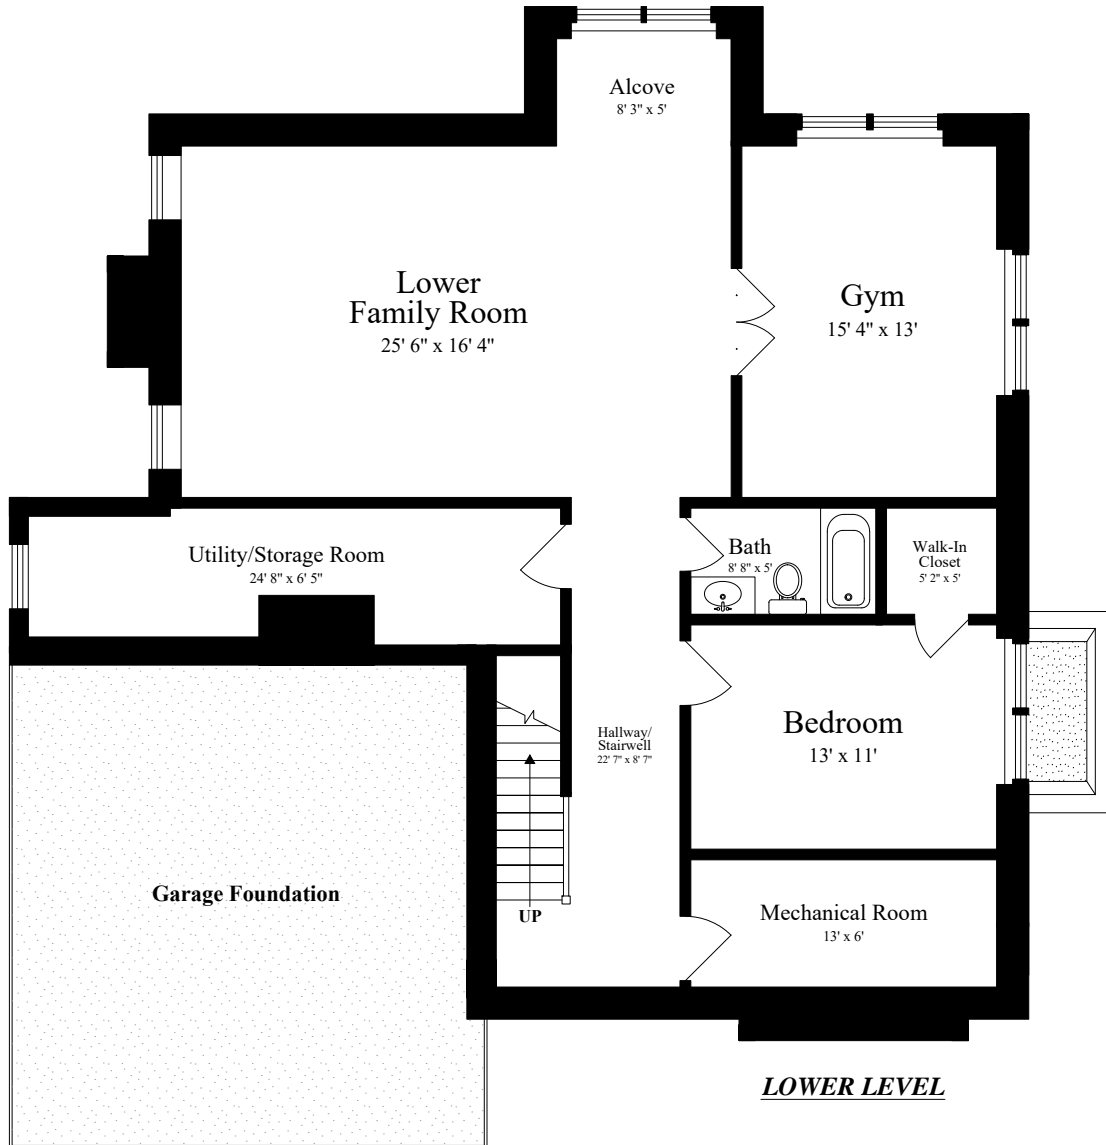 Alcove
8' 3" x 5'
Lower
Family Room
25' 6" x 16' 4"
Gym
15' 4" x 13'
Utility/Storage Room
24' 8" x 6' 5"
Bath
8' 8" x 5'
Walk-In
Closet
5' 2" x 5'
Hallway/
Stairwell
22' 7" x 8' 7"
Bedroom
13' x 11'
Garage Foundation
UP
Mechanical Room
13' x 6'
LOWER LEVEL